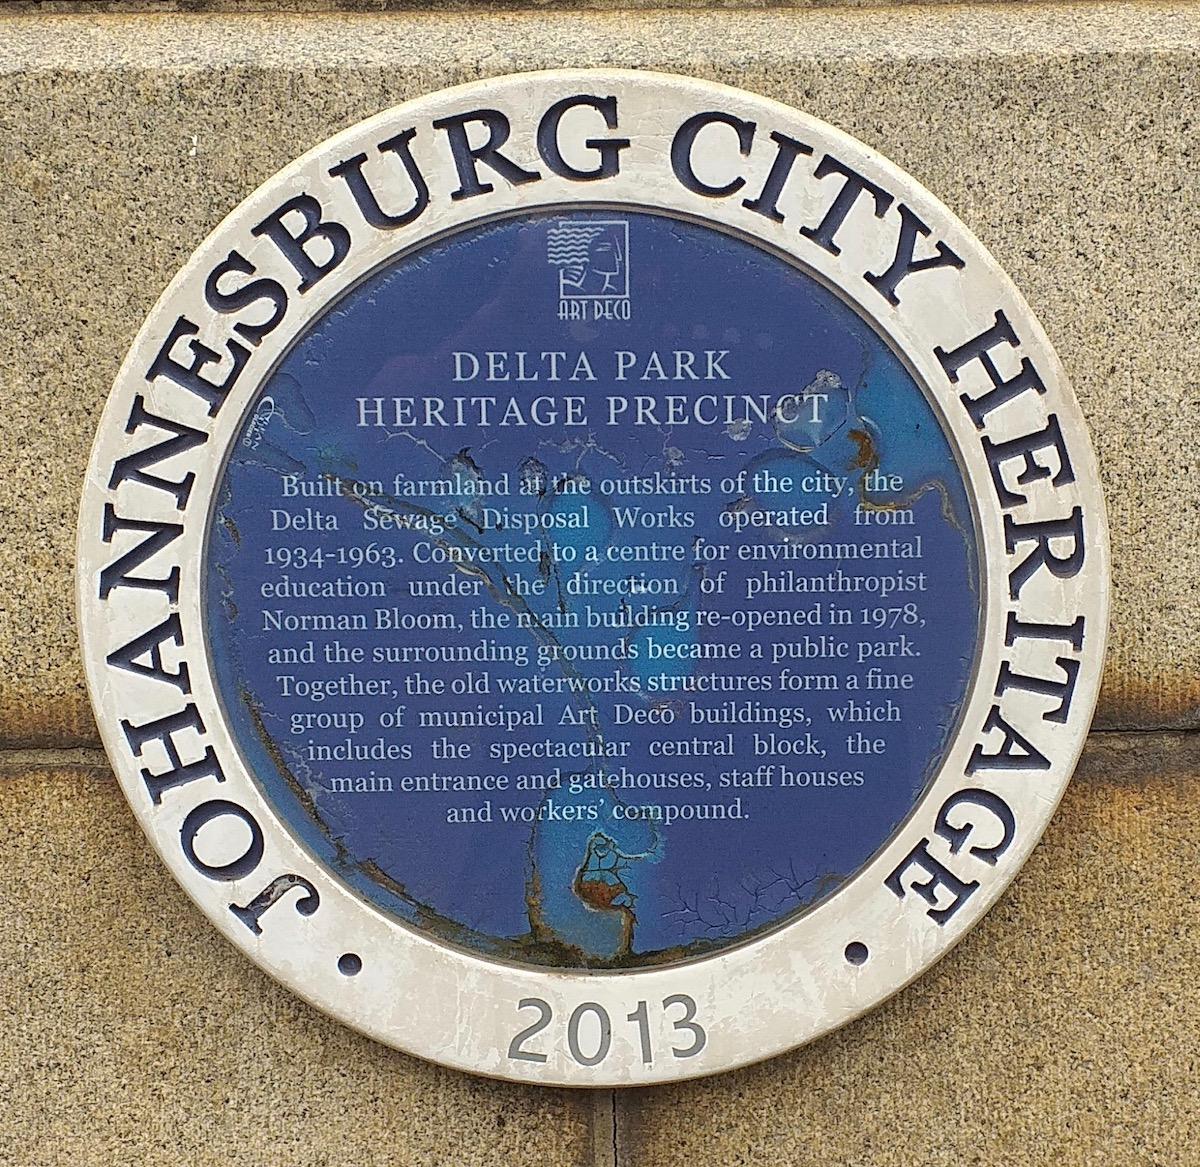 JOHANNESBURG CITY HERITAGE
ART DECO
DELTA PARK
HERITAGE PRECINCT
Built on farmland at the outskirts of the city, the
Delta Sewage Disposal Works operated from
1934-1963. Converted to a centre for environmental
education under the direction of philanthropist
Norman Bloom, the main building re-opened in 1978,
and the surrounding grounds became a public park.
Together, the old waterworks structures form a fine
group of municipal Art Deco buildings, which
includes the spectacular central block, the
main entrance and gatehouses, staff houses
and workers' compound.
2013